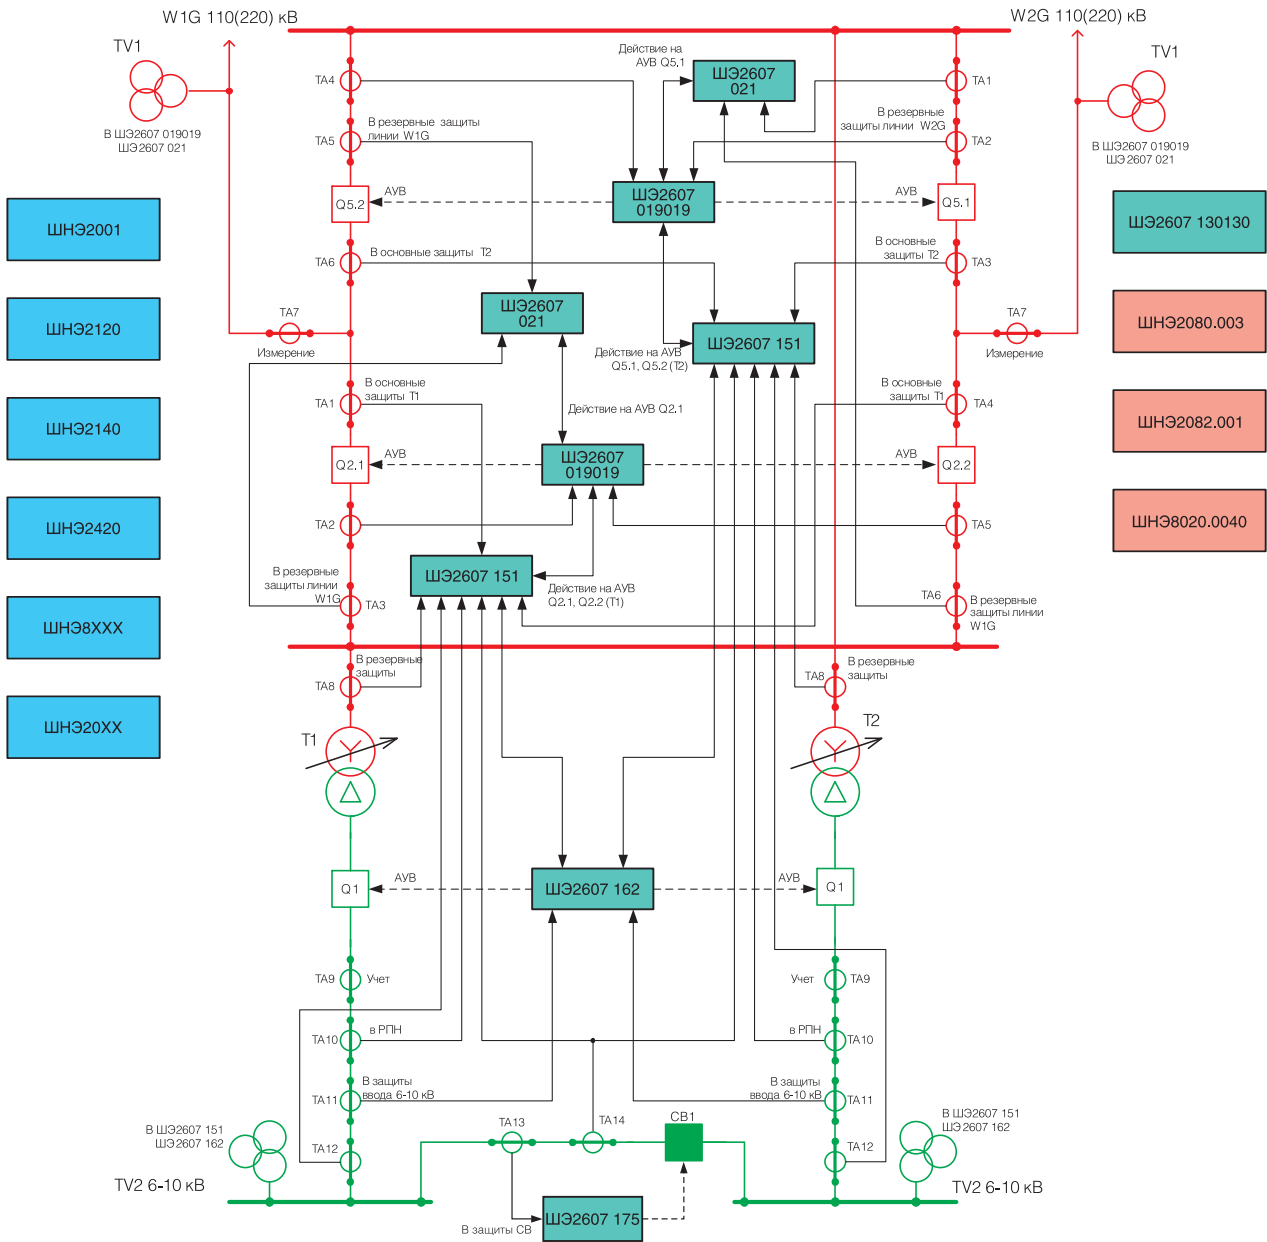 W1G 110(220) кВ
W2G 110(220) кВ
TV1
TV1
Действие на
АУВ Q5.1
ШЭ2607
021
TA4
TA1
В ШЭ2607 019019
ШЭ2607 021
В резервные защиты
линии W1G
TA5
В резервные
защиты линии W2G
TA2
В ШЭ2607 019019
ШЭ2607 021
Q5.2
АУВ
ШЭ2607
019019
АУВ
Q5.1
ШНЭ2001
ШЭ2607 130130
TA6
В основные защиты T2
В основные
защиты T2
TA3
ШЭ2607
021
ШНЭ2120
TA7
Измерение
Действие на АУВ
Q5.1, Q5.2 (T2)
ШЭ2607 151
TA7
Измерение
ШНЭ2080.003
В основные
защиты T1
TA1
Действие на АУВ Q2.1
В основные
защиты T1
TA4
ШНЭ2140
ШНЭ2082.001
Q2.1
АУВ
ШЭ2607
019019
АУВ
Q2.2
ШНЭ2420
TA2
TA5
ШНЭ8020.0040
В резервные
защиты линии
W1G
TA3
ШЭ2607 151
Действие на АУВ
Q2.1, Q2.2 (T1)
TA6
В резервные
защиты линии
W1G
ШНЭ8XXX
В резервные
защиты
TA8
В резервные
защиты
TA8
ШНЭ20XX
T1
T2
Q1
АУВ
ШЭ2607 162
АУВ
Q1
TA9
Учет
Учет
TA9
TA10
в РПН
в РПН
TA10
TA11
В защиты
ввода 6-10 кВ
В защиты
ввода 6-10 кВ
TA11
В ШЭ2607 151
ШЭ2607 162
TA12
TA13
TA14
СВ1
TA12
В ШЭ2607 151
ШЭ2607 162
TV2 6-10 кВ
TV2 6-10 кВ
В защиты СВ
ШЭ2607 175